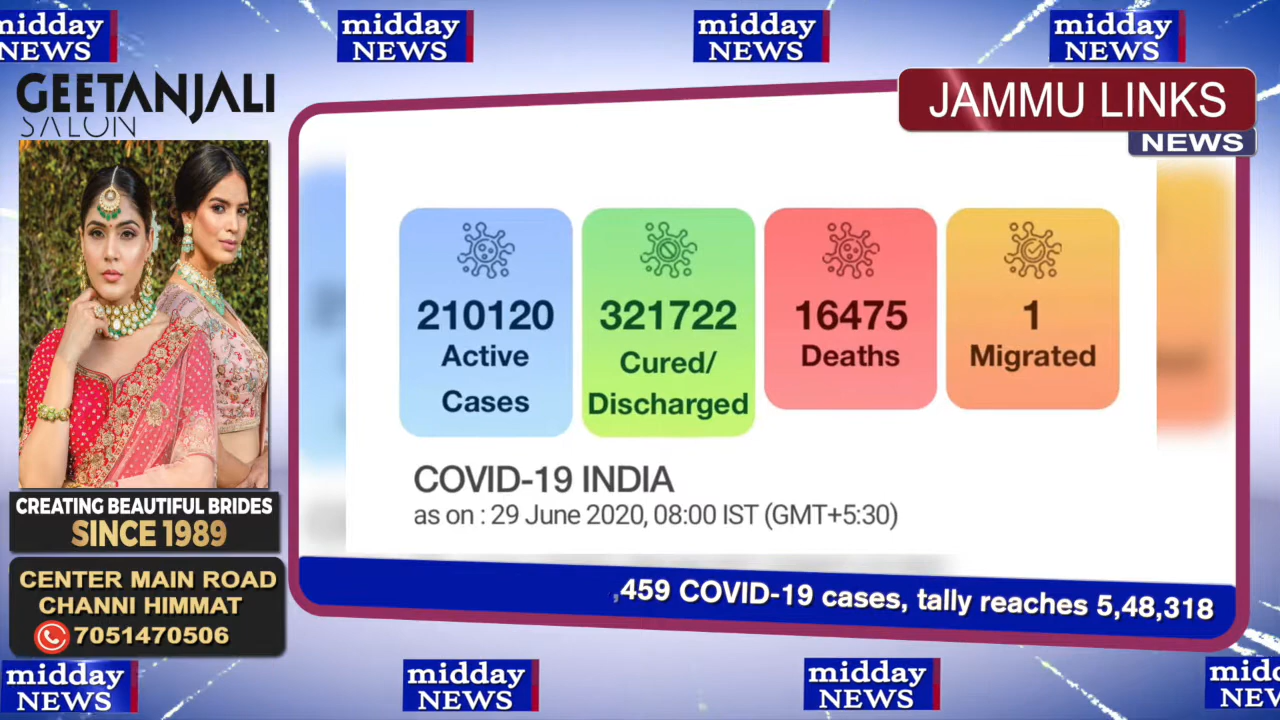 midday
NEWS
midday
NEWS
midday
NEWS
midday
NEWS
GEETANJALI
SALON
JAMMU LINKS
NEWS
210120
Active
Cases
321722
Cured/
Discharged
16475
Deaths
1
Migrated
COVID-19 INDIA
as on : 29 June 2020, 08:00 IST (GMT+5:30)
,459 COVID-19 cases, tally reaches 5,48,318
CREATING BEAUTIFUL BRIDES
SINCE 1989
CENTER MAIN ROAD
CHANNI HIMMAT
7051470506
midday
NEWS
midday
NEWS
midday
NEWS
midd
NEW